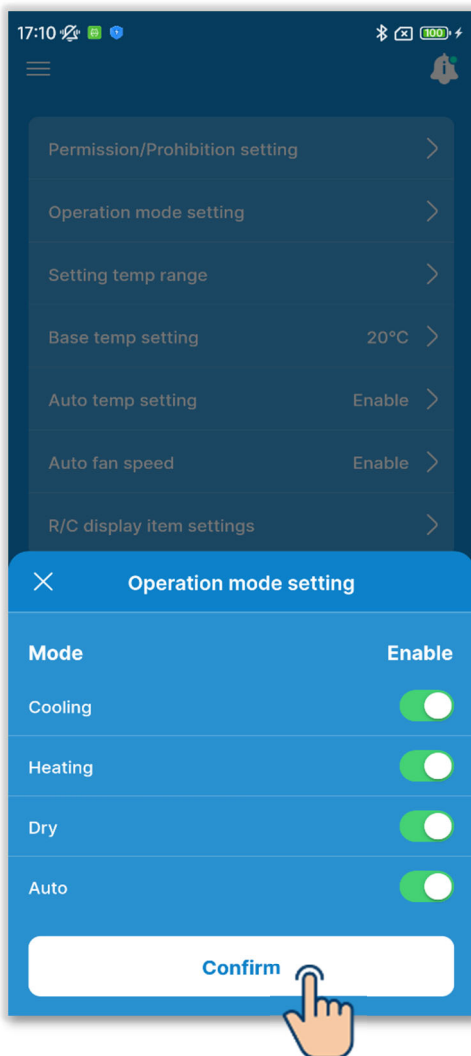 17:10
100
Permission/Prohibition setting
Operation mode setting
Setting temp range
Base temp setting 20°C
Auto temp setting Enable
Auto fan speed Enable
R/C display item settings
Operation mode setting
Mode Enable
Cooling
Heating
Dry
Auto
Confirm